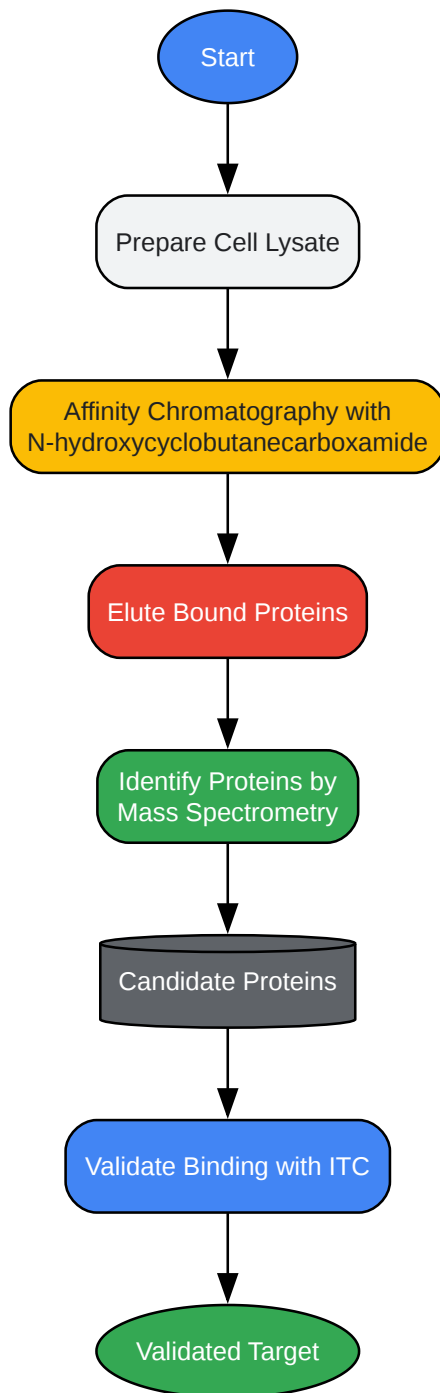 Start
Prepare Cell Lysate
Affinity Chromatography with
N-hydroxycyclobutanecarboxamide
Elute Bound Proteins
Identify Proteins by
Mass Spectrometry
Candidate Proteins
Validate Binding with ITC
Validated Target